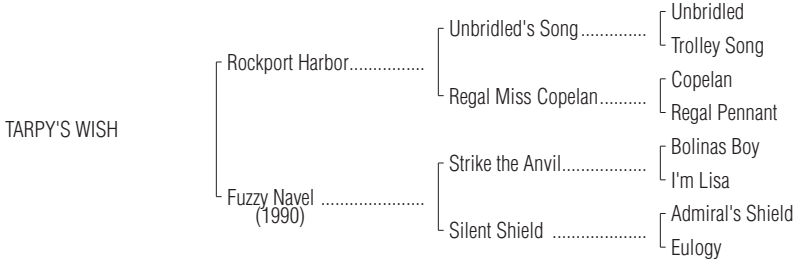 Unbridled
Unbridled's Song..............
Trolley Song
Rockport Harbor................
Copelan
Regal Miss Copelan..........
Regal Pennant
TARPY'S WISH
Bolinas Boy
Strike the Anvil..................
I'm Lisa
Fuzzy Navel ......................
(1990)
Admiral's Shield
Silent Shield ....................
Eulogy